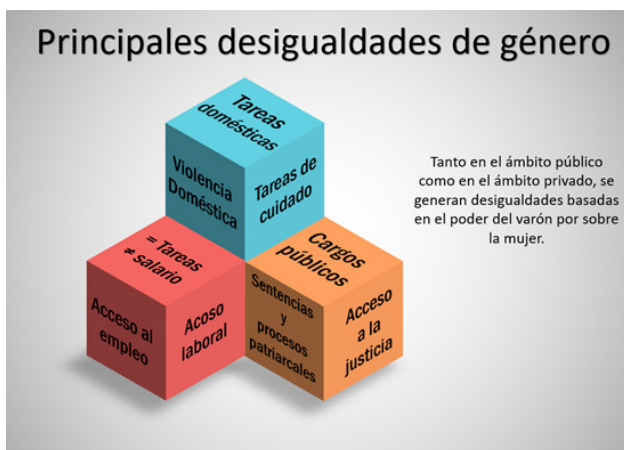 Principales desigualdades de género
Tareas
domésticas
Violencia
Doméstica
Tareas de
cuidado
= Tareas
≠ salario
Acceso al
empleo
Acoso
laboral
Cargos
públicos
Sentencias
y
procesos
patriarcales
Acceso
a la
justicia
Tanto en el ámbito público
como en el ámbito privado, se
generan desigualdades basadas
en el poder del varón por sobre
la mujer.